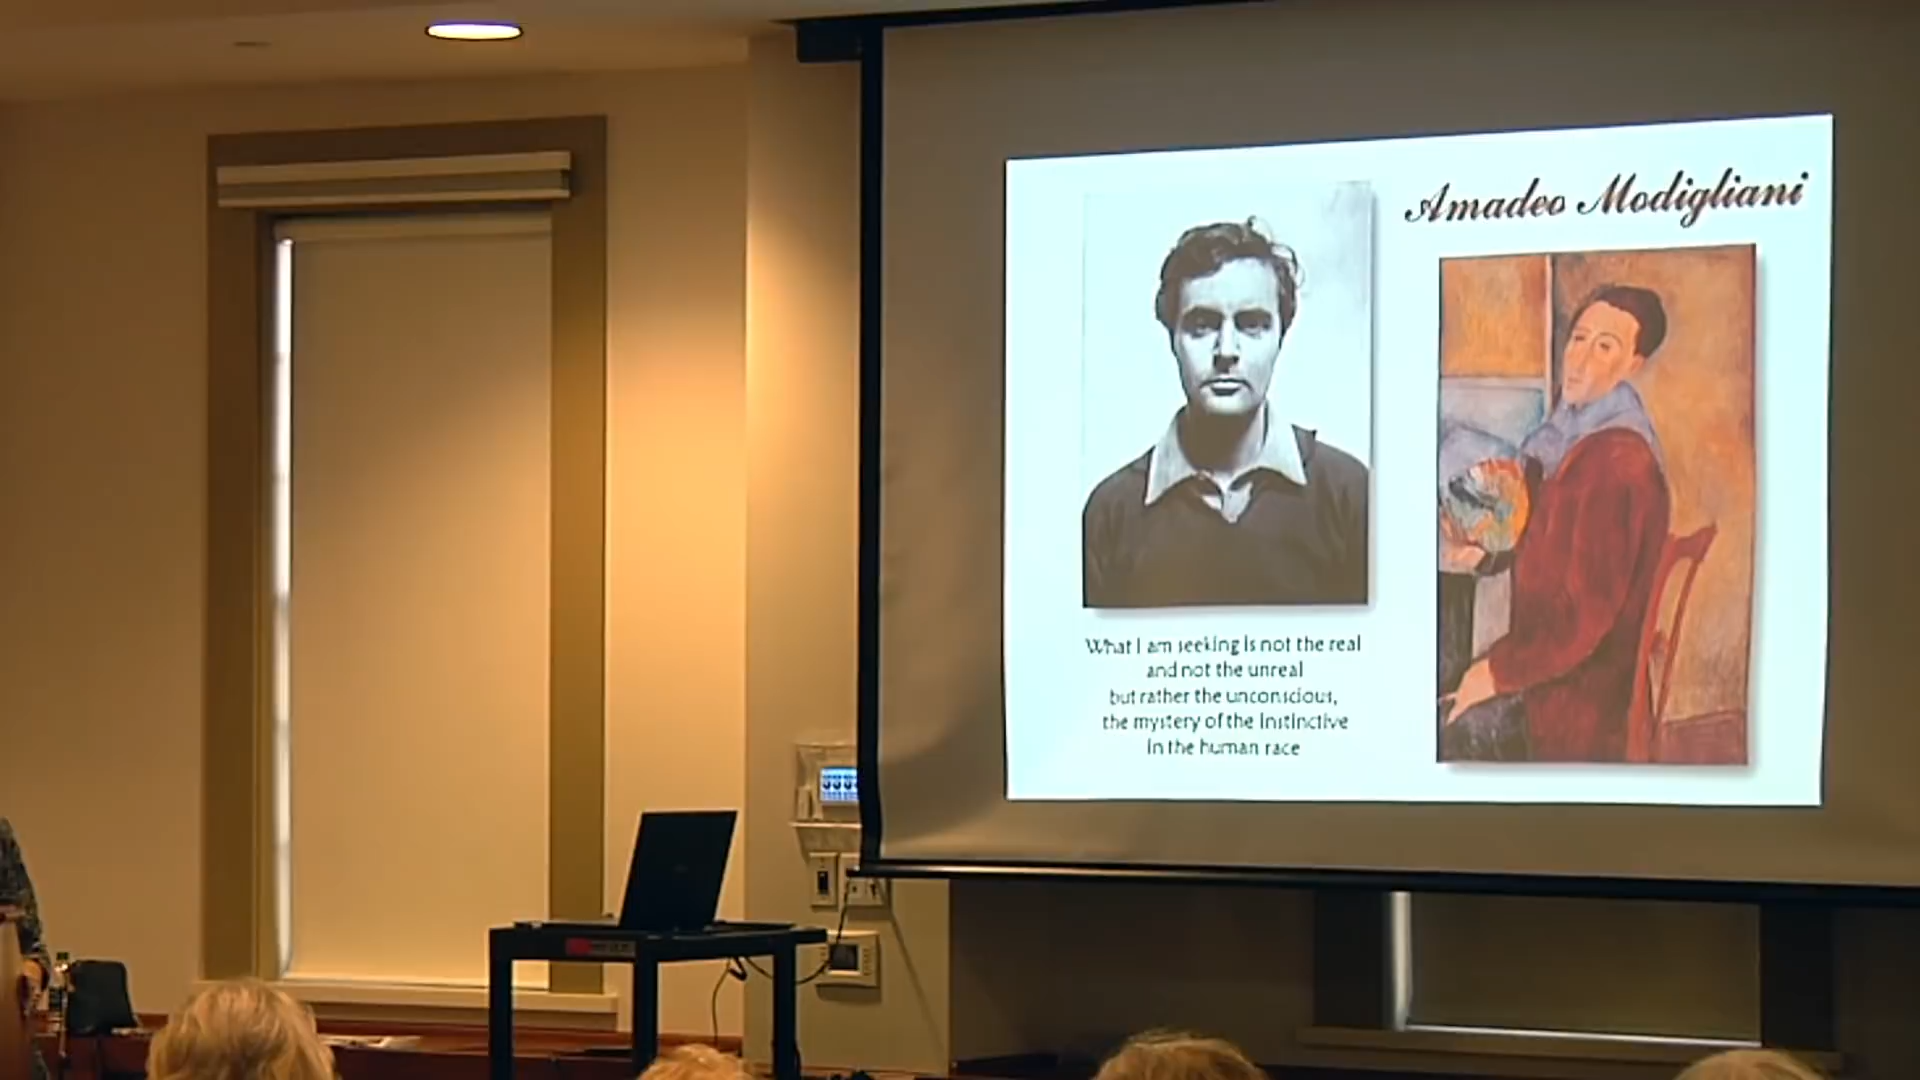 Amadeo Modigliani
What I am seeking is not the real
and not the unreal
but rather the unconscious,
the mystery of the Instinctive
in the human race